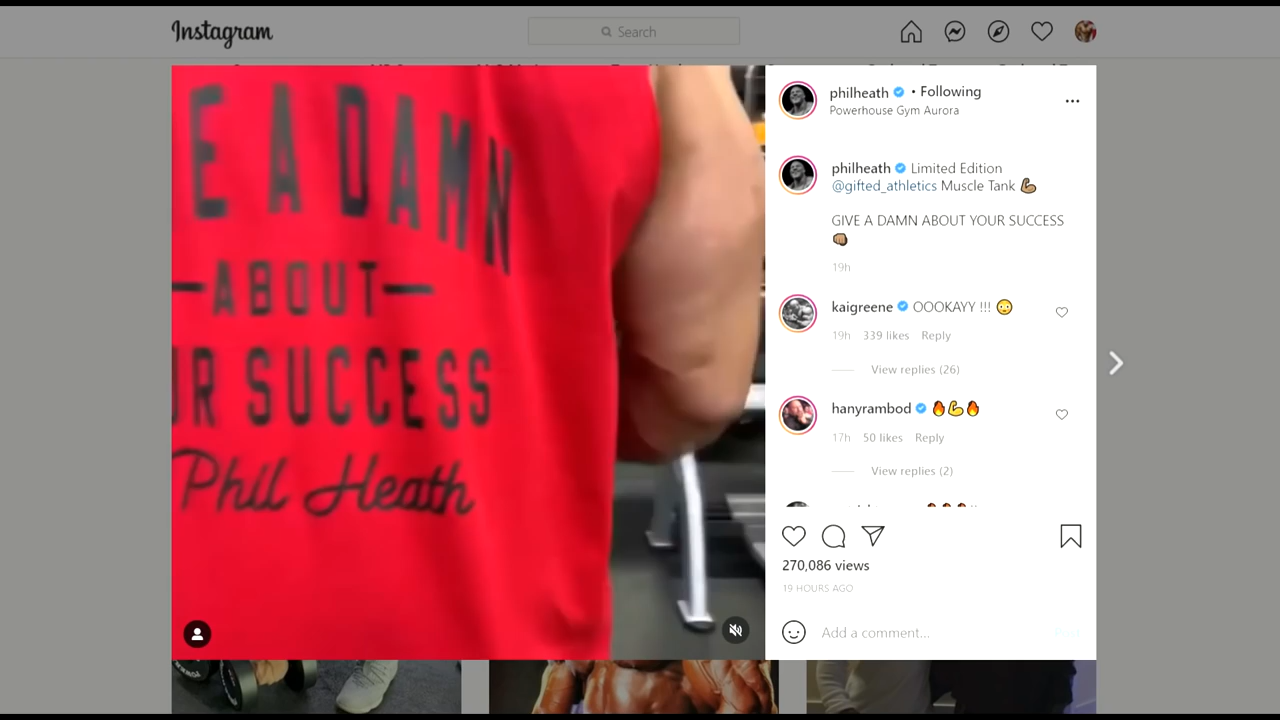 Instagram
Search
E A DAMN
ABOUT
UR SUCCESS
Phil Heath
philheath • Following
Powerhouse Gym Aurora
philheath Limited Edition
@gifted_athletics Muscle Tank 💪🏽
GIVE A DAMN ABOUT YOUR SUCCESS
👊🏽
19h
kaigreene OOOKAYY !!! 😳
19h 339 likes Reply
View replies (26)
hanyrambod 🔥💪🔥
17h 50 likes Reply
View replies (2)
270,086 views
19 HOURS AGO
Add a comment...
Post